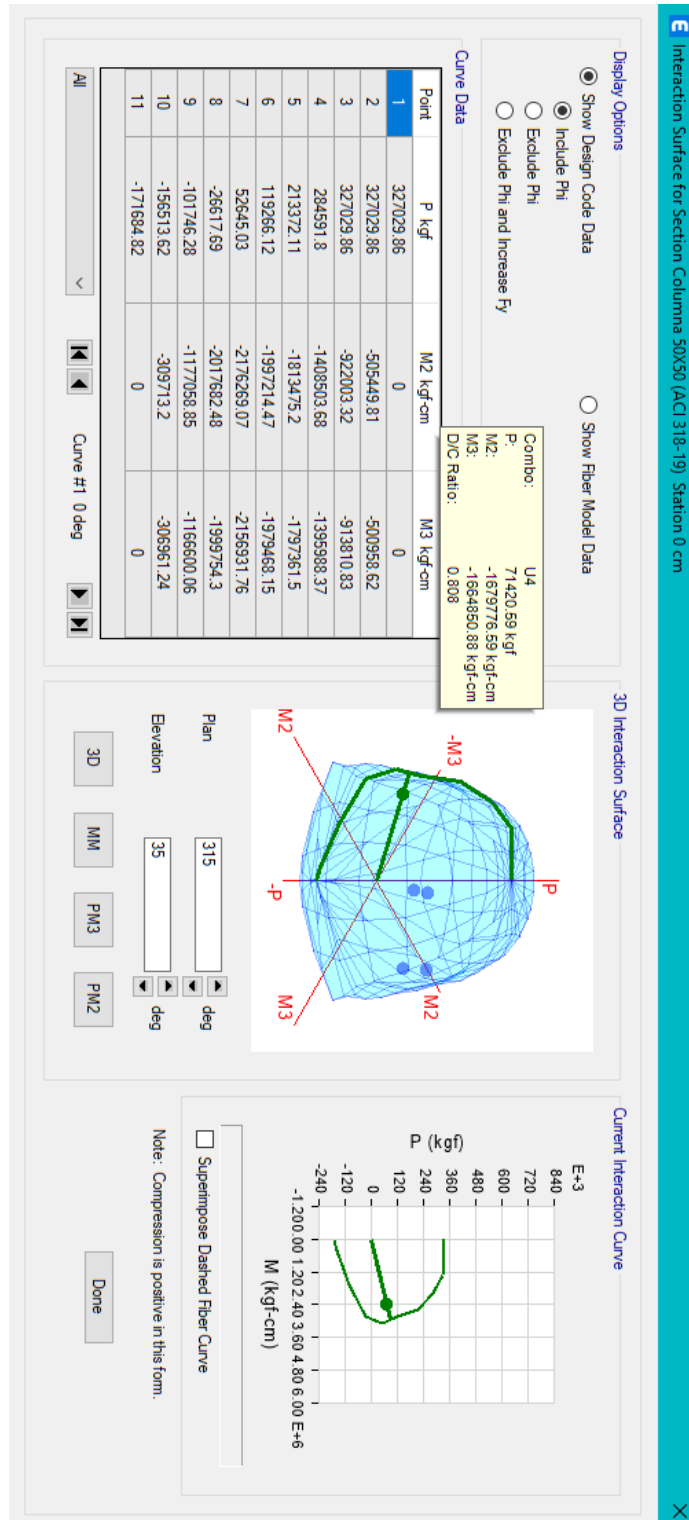 E Interaction Surface for Section Columna 50X50 (ACI 318-19) Station 0 cm X
Display Options
Show Design Code Data
Show Fiber Model Data
Include Phi
Exclude Phi
Exclude Phi and Increase Fy
Combo: U4
P: 71420.59 kgf
M2: -1679776.59 kgf-cm
M3: -1664850.88 kgf-cm
D/C Ratio: 0.808
Curve Data
Point P kgf M2 kgf-cm M3 kgf-cm
1 327029.86 0 0
2 327029.86 -505449.81 -500958.62
3 327029.86 -922003.32 -913810.83
4 284591.8 -1408503.68 -1395988.37
5 213372.11 -1813475.2 -1797361.5
6 119266.12 -1997214.47 -1979468.15
7 52645.03 -2176269.07 -2156931.76
8 -26617.69 -2017682.48 -1999754.3
9 -101746.28 -1177058.85 -1166600.06
10 -156513.62 -309713.2 -306961.24
11 -171684.82 0 0
All
Curve #1 0 deg
3D Interaction Surface
P
-M3
M2
M2
M3
-P
Plan 315 deg
Elevation 35 deg
3D MM PM3 PM2
Current Interaction Curve
E+3
840
720
600
480
360
240
120
0
-120
-240
P (kgf)
-1.20 0.00 1.20 2.40 3.60 4.80 6.00 E+6
M (kgf-cm)
Superimpose Dashed Fiber Curve
Note: Compression is positive in this form.
Done